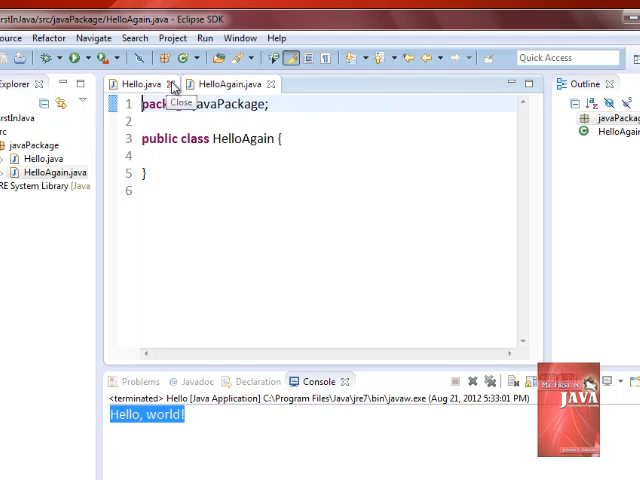 rstInJava/src/javaPackage/HelloAgain.java - Eclipse SDK
ource Refactor Navigate Search Project Run Window Help
Quick Access
Explorer
Hello.java
HelloAgain.java
Outline
Close
1 pack javaPackage;
2
3 public class HelloAgain {
4
5 }
6
rstInJava
rc
javaPackage
Hello.java
HelloAgain.java
RE System Library [Java
javaPackag
HelloAgain
Problems Javadoc Declaration Console
<terminated> Hello [Java Application] C:\Program Files\Java\jre7\bin\javaw.exe (Aug 21, 2012 5:33:01 PM)
Hello, world!
JAVA